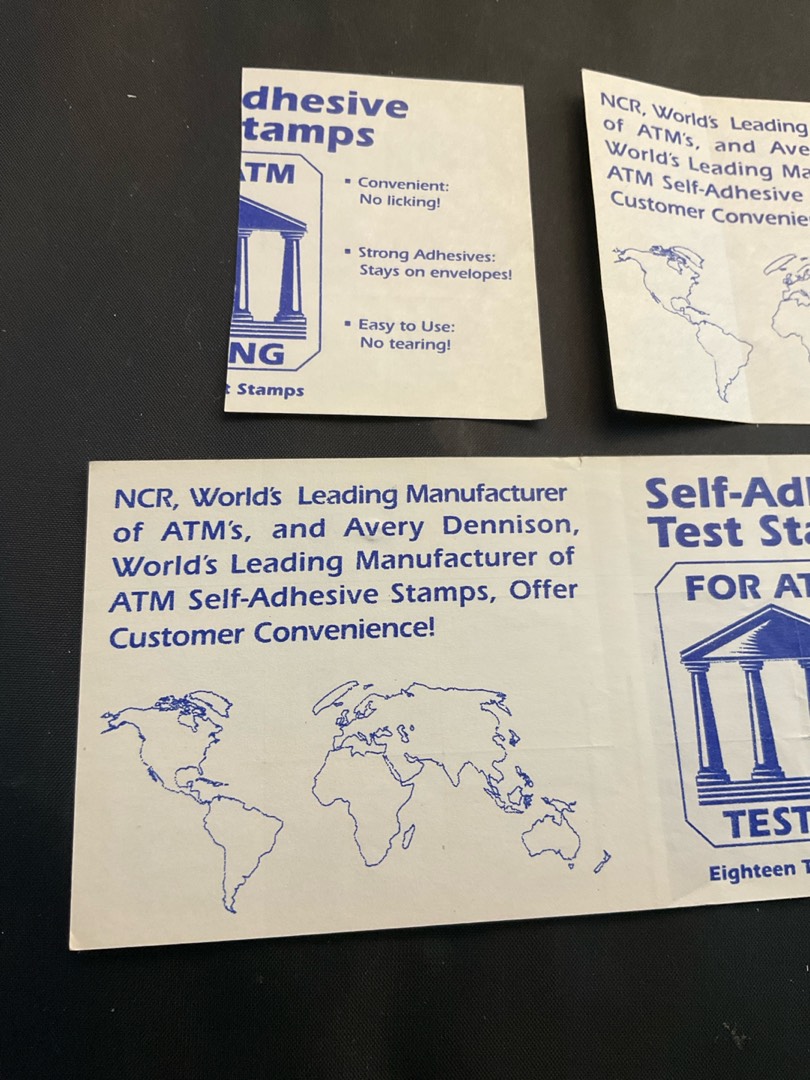 dhesive
tamps
ATM
NG
t Stamps
▪ Convenient:
No licking!
▪ Strong Adhesives:
Stays on envelopes!
▪ Easy to Use:
No tearing!
NCR, World's Leading
of ATM's, and Ave
World's Leading Ma
ATM Self-Adhesive
Customer Convenie
NCR, World's Leading Manufacturer
of ATM's, and Avery Dennison,
World's Leading Manufacturer of
ATM Self-Adhesive Stamps, Offer
Customer Convenience!
Self-Ad
Test Sta
FOR AT
TEST
Eighteen T